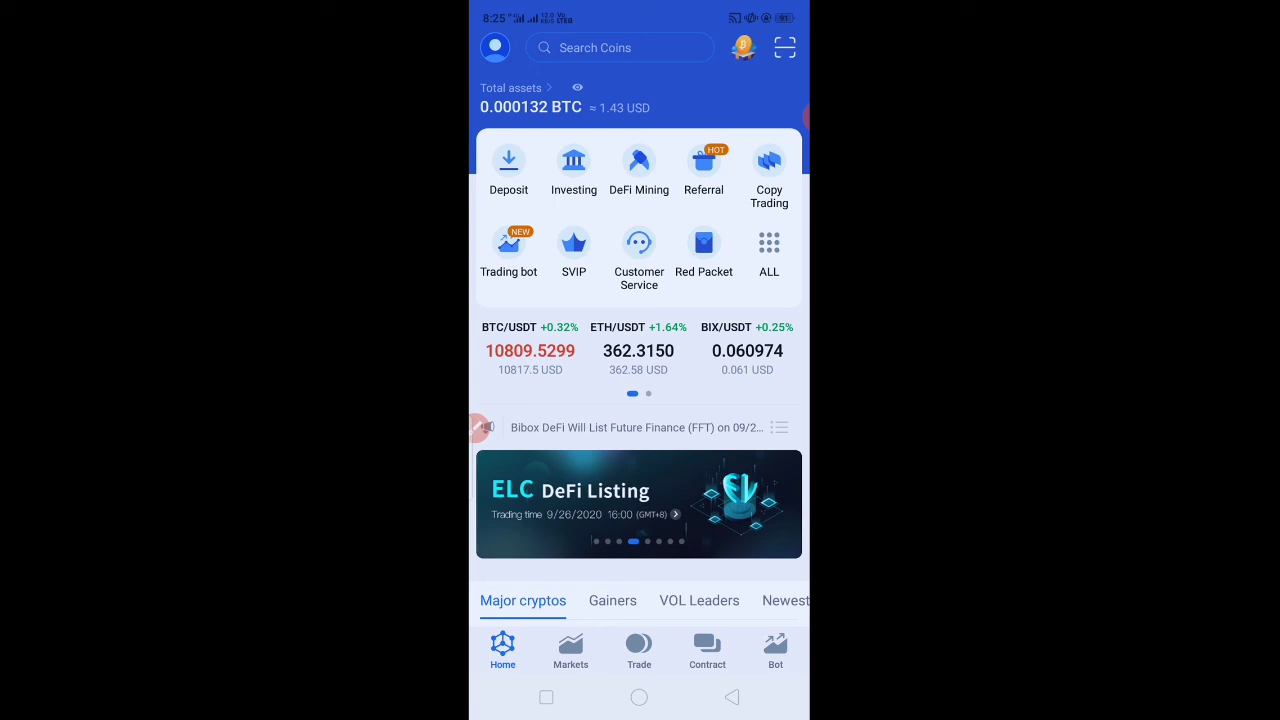 8:25
Search Coins
Total assets
0.000132 BTC ≈ 1.43 USD
HOT
Deposit Investing DeFi Mining Referral Copy Trading
NEW
Trading bot SVIP Customer Service Red Packet ALL
BTC/USDT +0.32% ETH/USDT +1.64% BIX/USDT +0.25%
10809.5299 362.3150 0.060974
10817.5 USD 362.58 USD 0.061 USD
Bibox DeFi Will List Future Finance (FFT) on 09/2...
ELC DeFi Listing
Trading time 9/26/2020 16:00 (GMT+8)
Major cryptos Gainers VOL Leaders Newest
Home Markets Trade Contract Bot